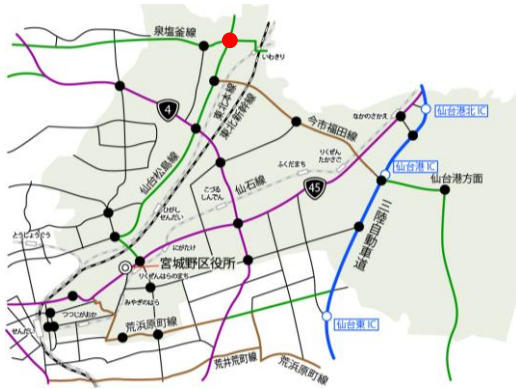 泉塩釜線
いわきり
東北本線
東北新幹線
4
なかのさかえ
仙台港北IC
今市福田線
仙台松島線
ふくだまち
りくぜん
たかさご
仙台港IC
仙台港方面
こづる
しんでん
仙石線
45
ひがし
せんだい
とうしょうぐう
にがたけ
三陸自動車道
宮城野区役所
りくぜんはらのまち
みやぎのはら
つつじがおか
せんだい
荒浜原町線
仙台東IC
荒井荒町線
荒浜原町線